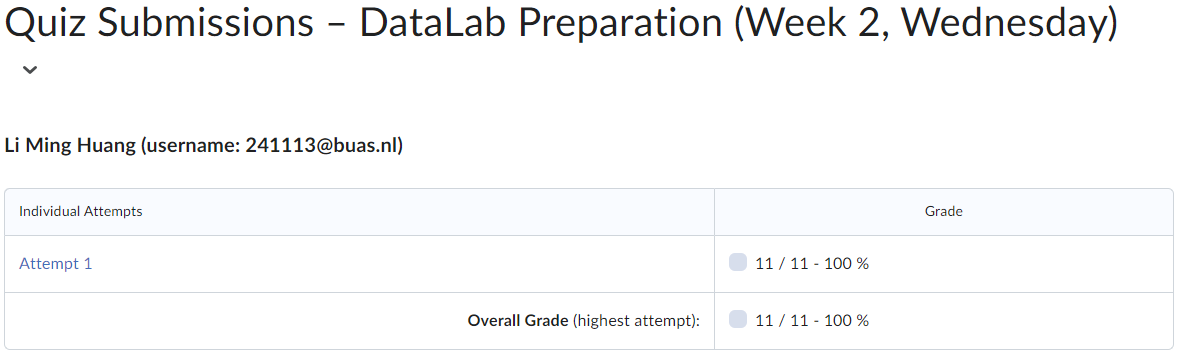 Quiz Submissions – DataLab Preparation (Week 2, Wednesday)
Li Ming Huang (username: 241113@buas.nl)
Individual Attempts Grade
Attempt 1 11 / 11 - 100 %
Overall Grade (highest attempt): 11 / 11 - 100 %